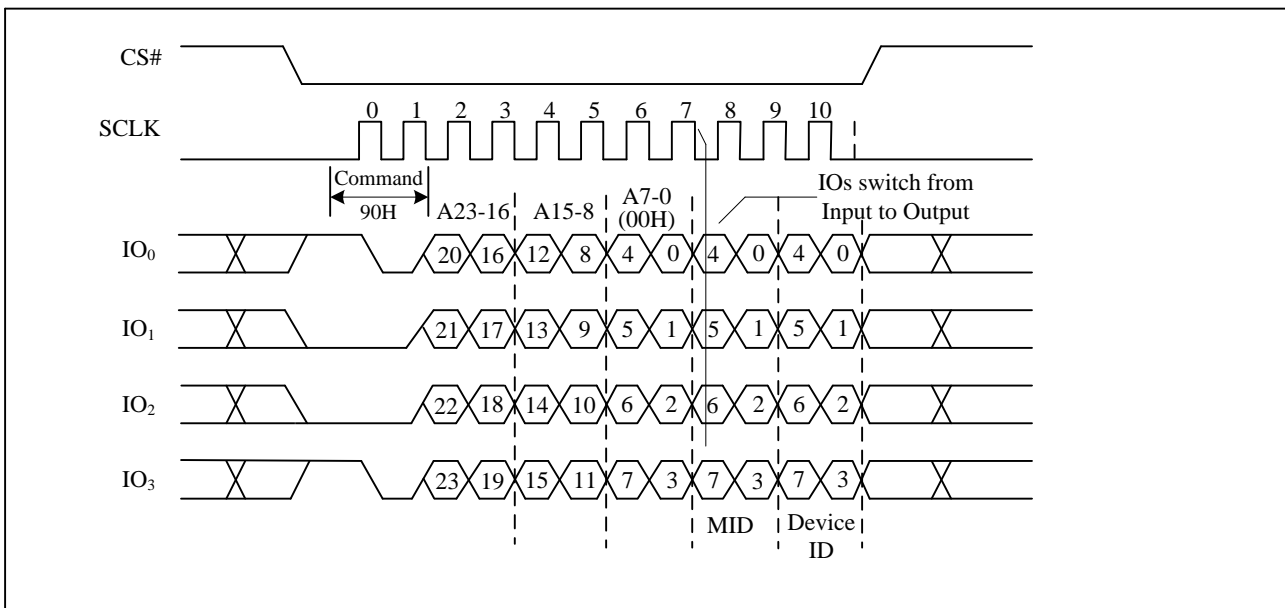 CS#
0 1 2 3 4 5 6 7 8 9 10
SCLK
Command
90H
A23-16 A15-8 A7-0
(00H)
IOs switch from
Input to Output
IO0 20 16 12 8 4 0 4 0 4 0
IO1 21 17 13 9 5 1 5 1 5 1
IO2 22 18 14 10 6 2 6 2 6 2
IO3 23 19 15 11 7 3 7 3 7 3
MID
Device
ID